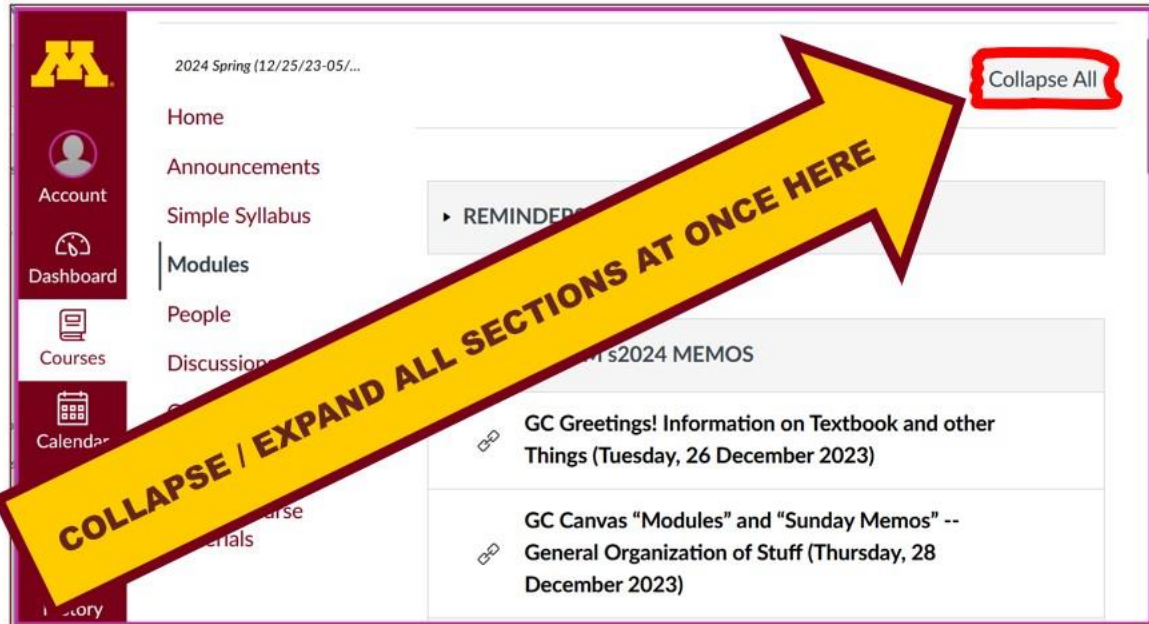 M
2024 Spring (12/25/23-05/...
Collapse All
Home
Announcements
Simple Syllabus
Modules
People
Discussions
Account
Dashboard
Courses
Calendar
COLLAPSE / EXPAND ALL SECTIONS AT ONCE HERE
s2024 MEMOS
GC Greetings! Information on Textbook and other
Things (Tuesday, 26 December 2023)
GC Canvas “Modules” and “Sunday Memos” --
General Organization of Stuff (Thursday, 28
December 2023)